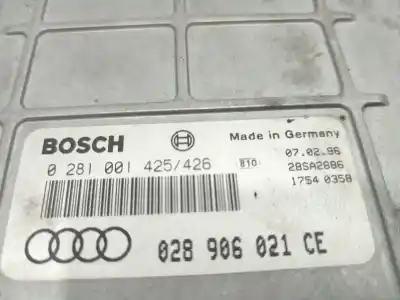 BOSCH
Made in Germany
0 281 001 425/426
B10
07.02.96
28SA2886
1754 0358
028 906 021 CE